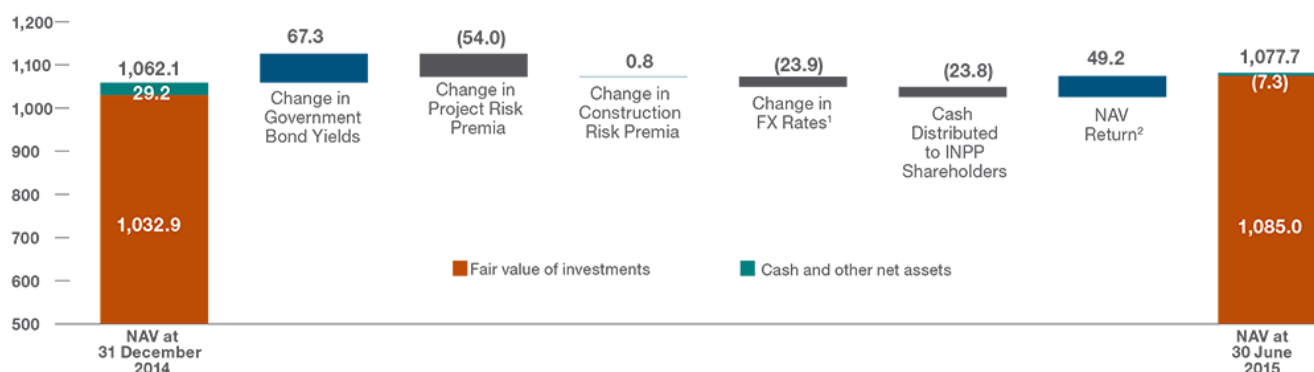 1,200
1,100
1,000
900
800
700
600
500
1,062.1
29.2
1,032.9
NAV at
31 December
2014
67.3
Change in
Government
Bond Yields
(54.0)
Change in
Project Risk
Premia
0.8
Change in
Construction
Risk Premia
(23.9)
Change in
FX Rates¹
(23.8)
Cash
Distributed
to INPP
Shareholders
49.2
NAV
Return²
1,077.7
(7.3)
1,085.0
NAV at
30 June
2015
Fair value of investments
Cash and other net assets